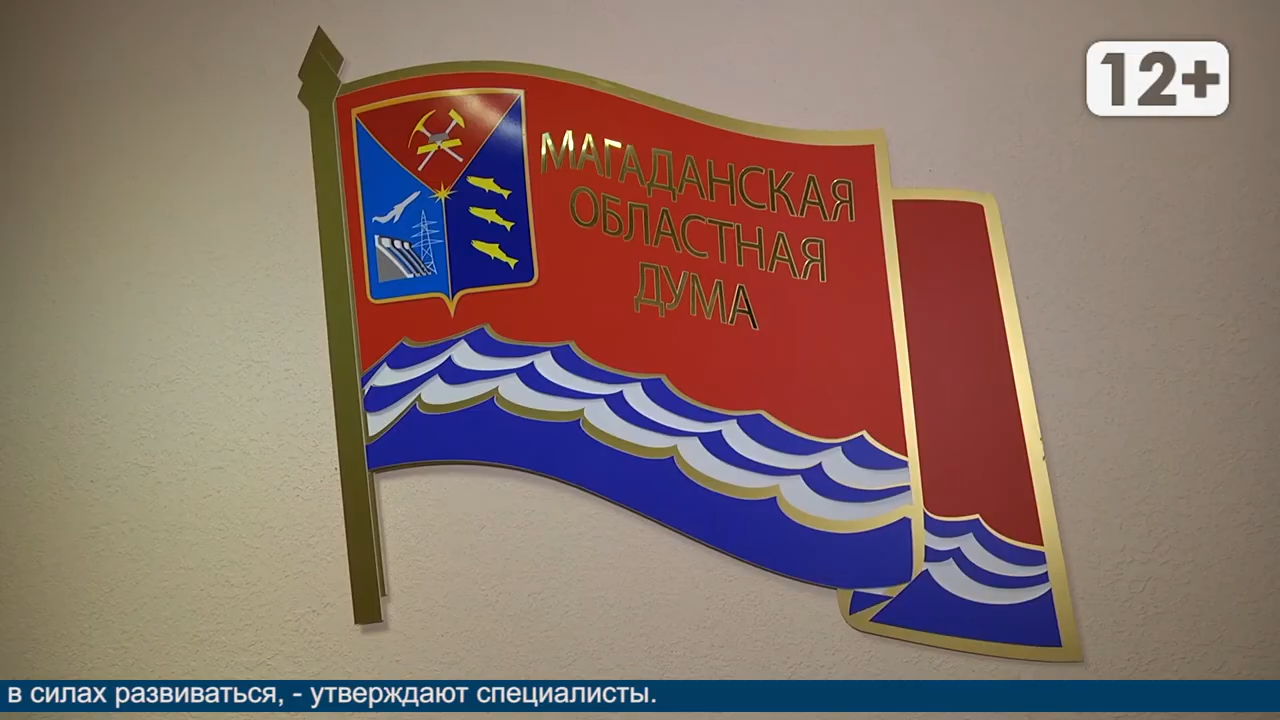 12+
МАГАДАНСКАЯ
ОБЛАСТНАЯ
ДУМА
в силах развиваться, - утверждают специалисты.